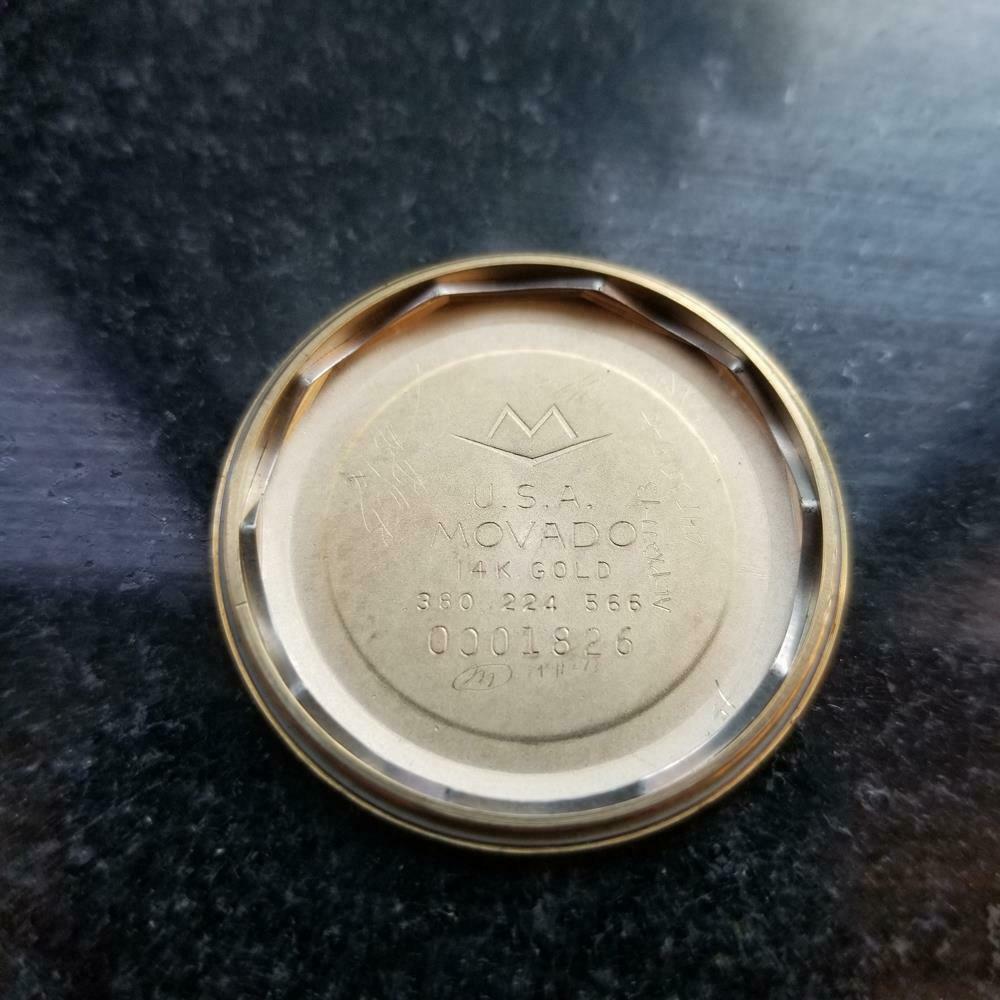 M
U.S.A.
MOVADO
14K GOLD
380 224 566
0001826